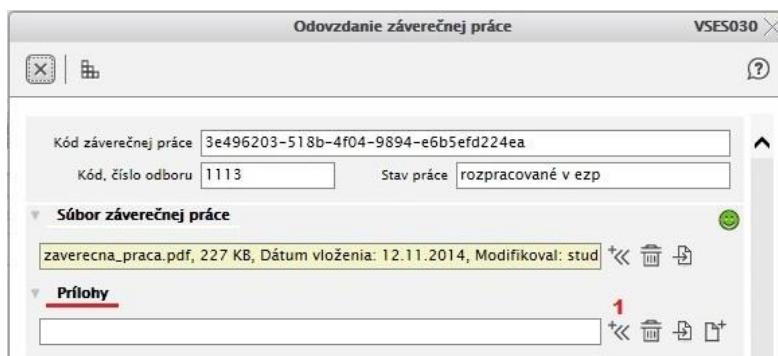 Odovzdanie záverečnej práce VSES030
Kód záverečnej práce 3e496203-518b-4f04-9894-e6b5efd224ea
Kód, číslo odboru 1113 Stav práce rozpracované v ezp
Súbor záverečnej práce
zaverecna_praca.pdf, 227 KB, Dátum vloženia: 12.11.2014, Modifikoval: stud
Prílohy
1